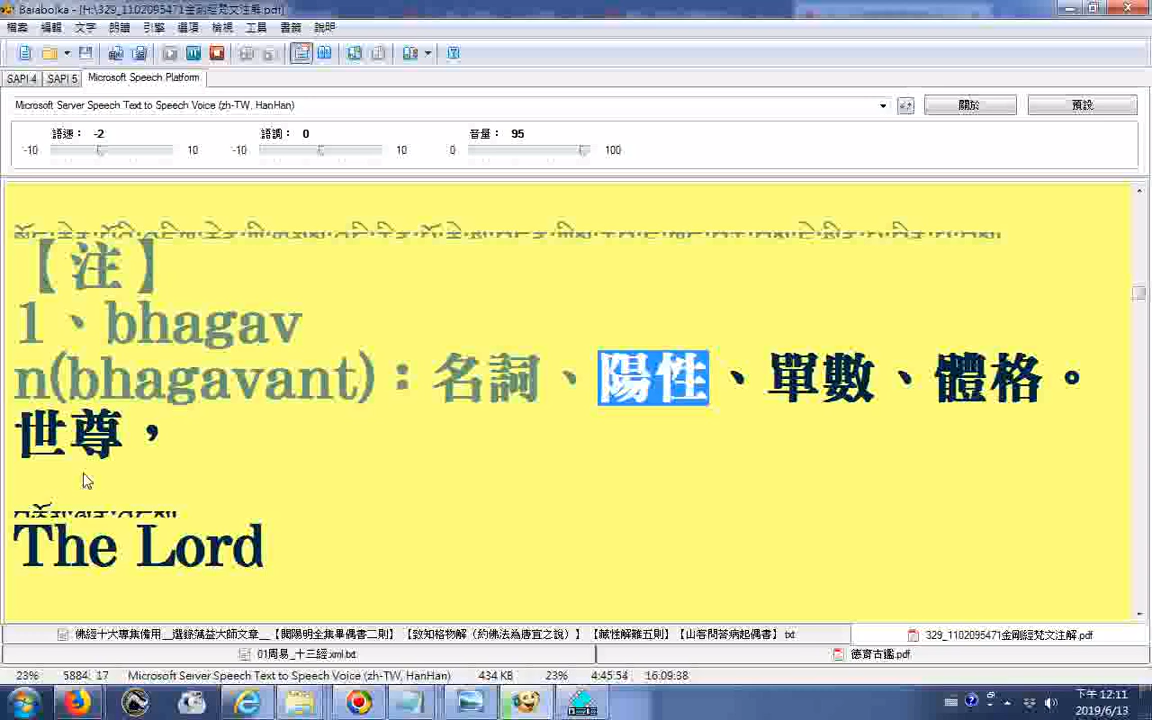 Balabolka - [H:\329_1102095471金剛經梵文注解.pdf]
檔案 編輯 文字 朗讀 引擎 選項 檢視 工具 書籤 說明
SAPI 4 SAPI 5 Microsoft Speech Platform
Microsoft Server Speech Text to Speech Voice (zh-TW, HanHan) 關於 預設
語速： -2 語調： 0 音量： 95
-10 10 -10 10 0 100
【注】
1、bhagav
n(bhagavant)：名詞、陽性、單數、體格。
世尊，
The Lord
329_1102095471金剛經梵文注解.pdf
01周易_十三經.xml.txt 德育古鑑.pdf
23% 5884: 17 Microsoft Server Speech Text to Speech Voice (zh-TW, HanHan) 434 KB 23% 4:45:54 16:09:38
下午 12:11
2019/6/13